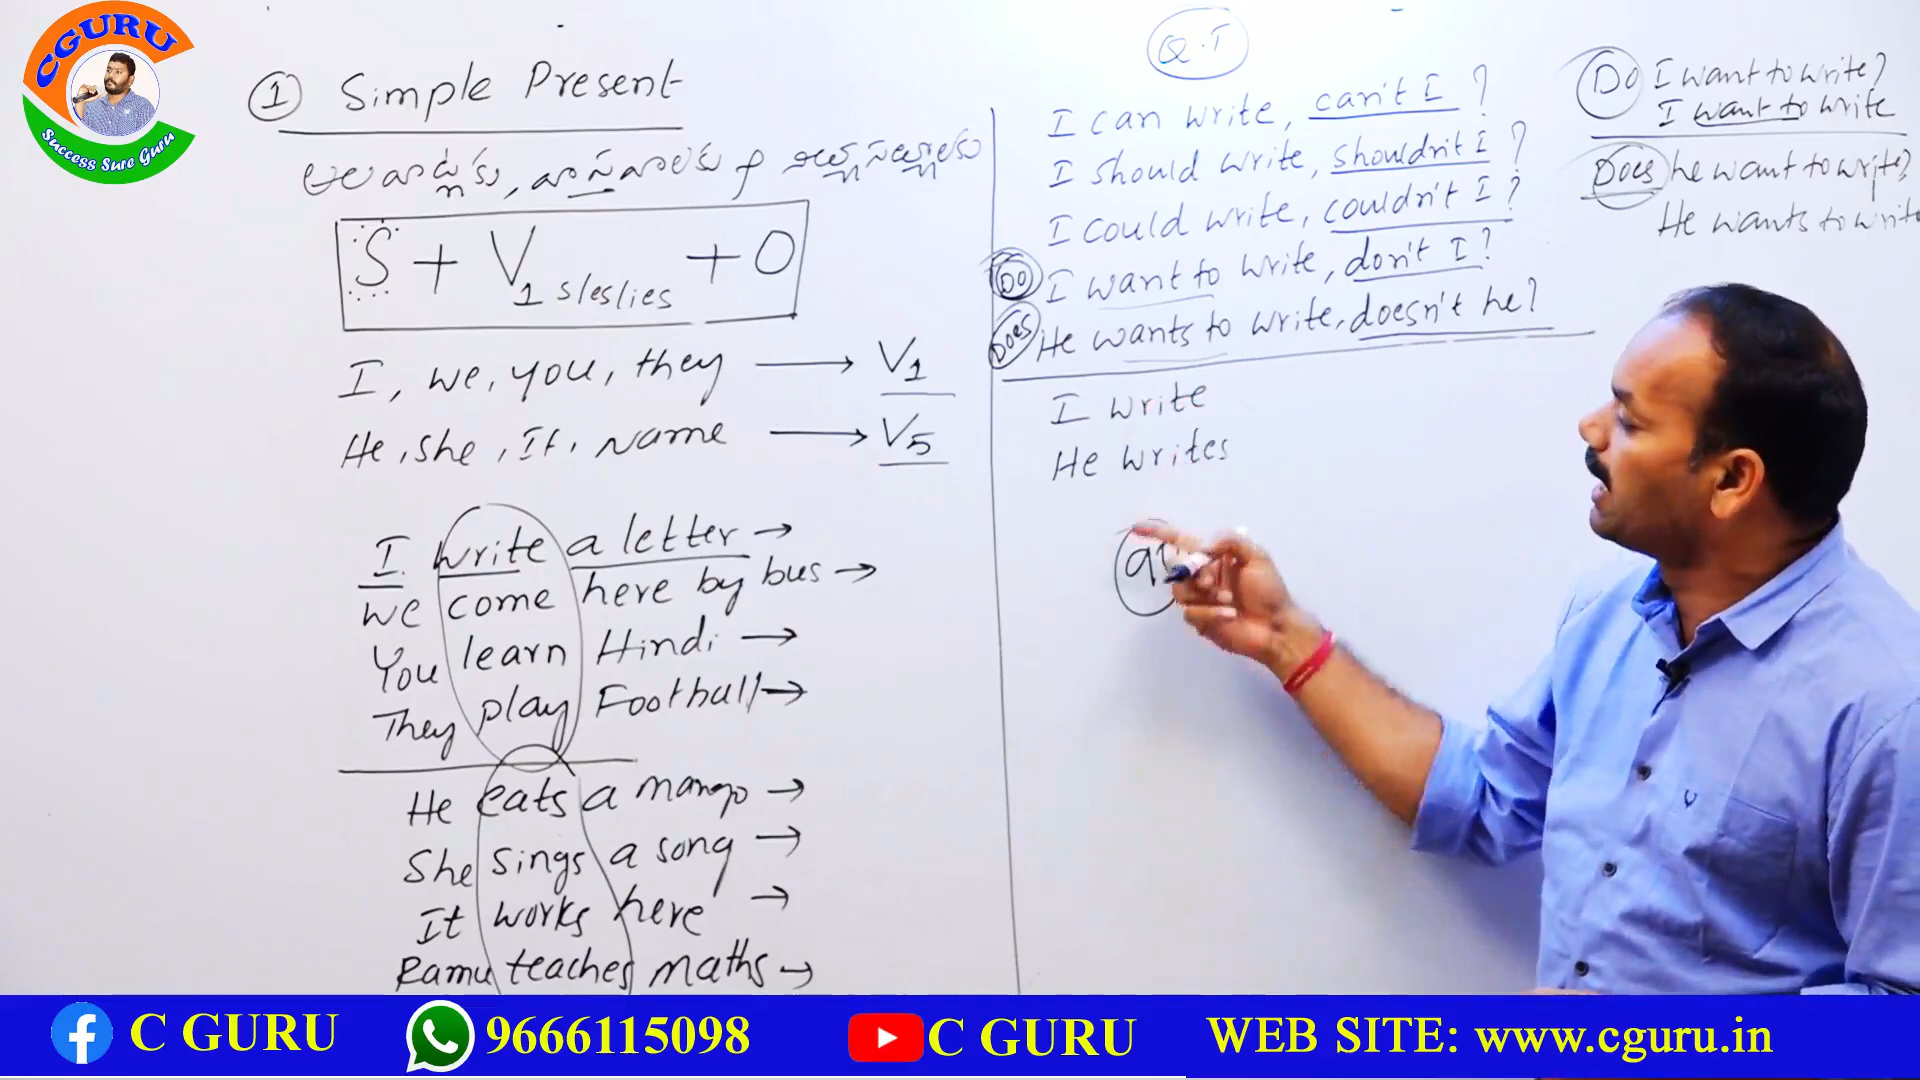 CGURU
Success Sure Guru
① Simple Present
అలవాట్లకు,
S + V1 s/es/ies + O
I, we, you, they → V1
He, she, It, Name → V5
I write a letter →
We come here by bus →
You learn Hindi →
They play Football →
He eats a mango →
She sings a song →
It works here →
Ramu teaches maths →
Q.T
I can write, can't I?
I should write, shouldn't I?
I could write, couldn't I?
Do I want to write, don't I?
Does He wants to write, doesn't he?
I write
He writes
Do I want to write?
I want to write
Does he want to write?
He wants to write
C GURU
9666115098
C GURU
WEB SITE: www.cguru.in